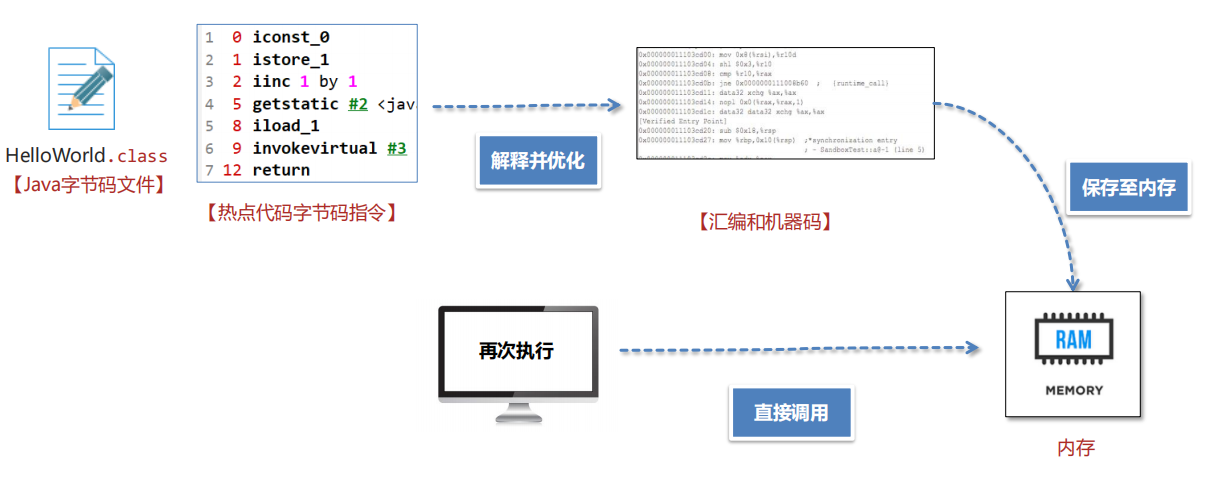 HelloWorld.class
【Java字节码文件】
1 0 iconst_0
2 1 istore_1
3 2 iinc 1 by 1
4 5 getstatic #2 <jav
5 8 iload_1
6 9 invokevirtual #3
7 12 return
【热点代码字节码指令】
解释并优化
0x000000011103cd00: mov 0x8(%rsi),%r10d
0x000000011103cd04: shl $0x3,%r10
0x000000011103cd08: cmp %r10,%rax
0x000000011103cd0b: jne 0x0000000111008b60 ; {runtime_call}
0x000000011103cd11: data32 xchg %ax,%ax
0x000000011103cd14: nopl 0x0(%rax,%rax,1)
0x000000011103cd1c: data32 data32 xchg %ax,%ax
[Verified Entry Point]
0x000000011103cd20: sub $0x18,%rsp
0x000000011103cd27: mov %rbp,0x10(%rsp) ;*synchronization entry
; - SandboxTest::a@-1 (line 5)
【汇编和机器码】
保存至内存
RAM
MEMORY
内存
再次执行
直接调用